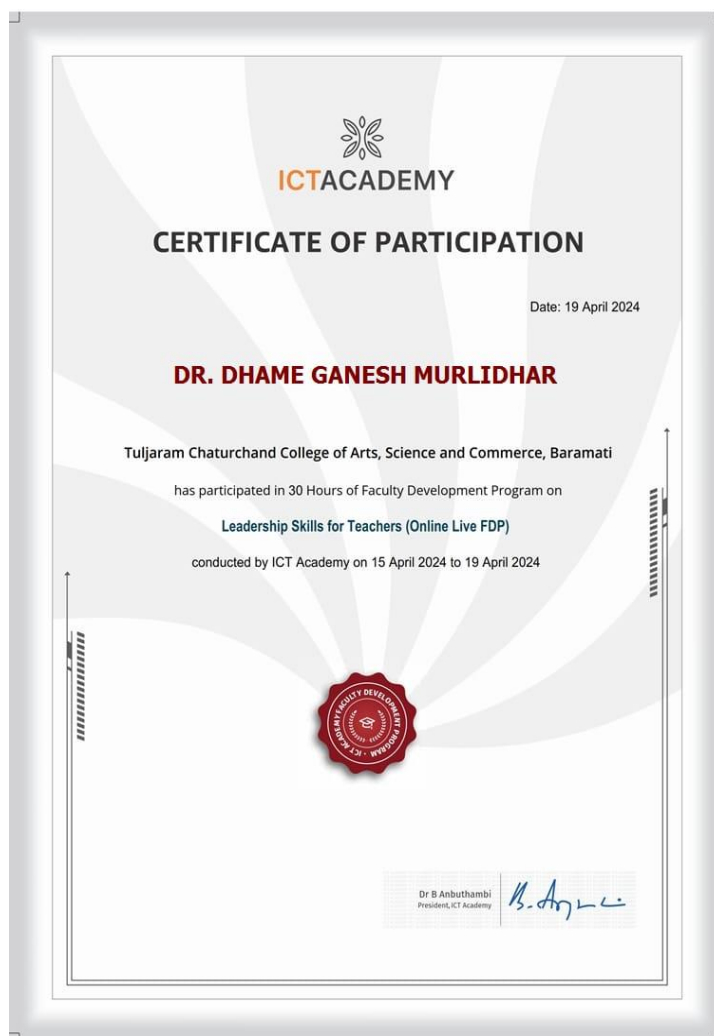 ICTACADEMY
CERTIFICATE OF PARTICIPATION
Date: 19 April 2024
DR. DHAME GANESH MURLIDHAR
Tuljaram Chaturchand College of Arts, Science and Commerce, Baramati
has participated in 30 Hours of Faculty Development Program on
Leadership Skills for Teachers (Online Live FDP)
conducted by ICT Academy on 15 April 2024 to 19 April 2024
FACULTY DEVELOPMENT PROGRAM · ICT ACADEMY
Dr B Anbuthambi
President, ICT Academy